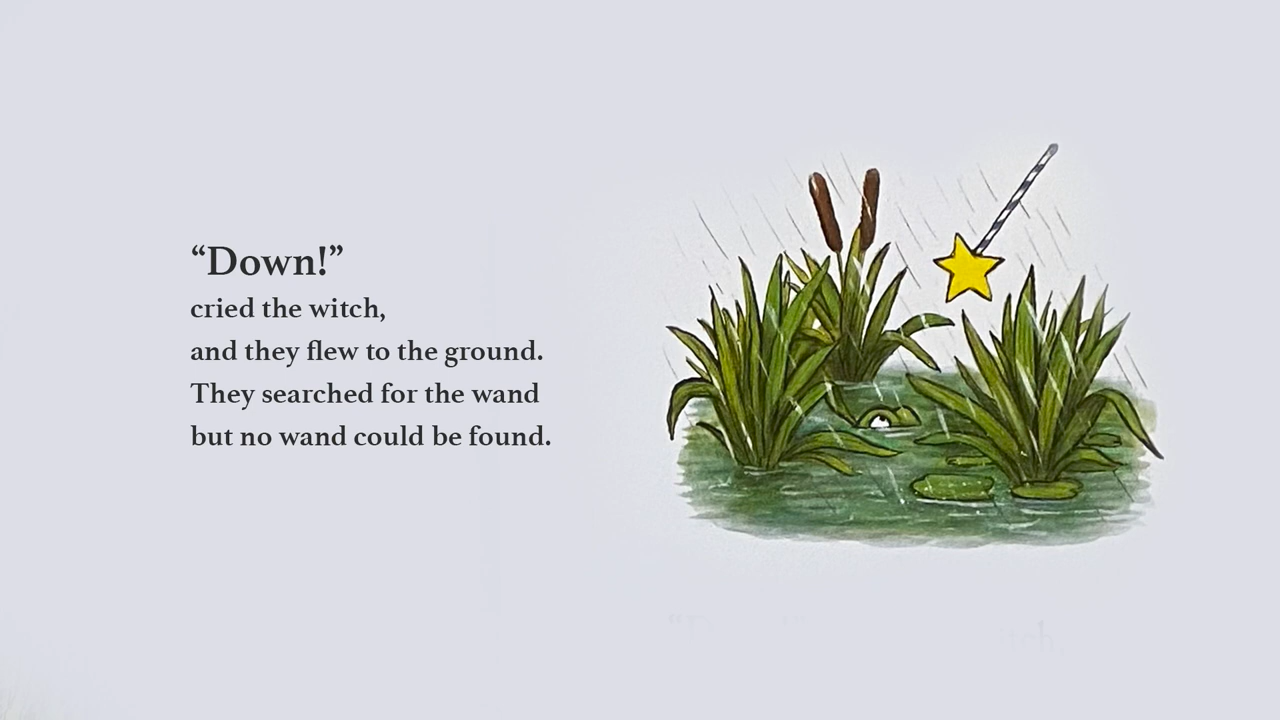 “Down!”
cried the witch,
and they flew to the ground.
They searched for the wand
but no wand could be found.